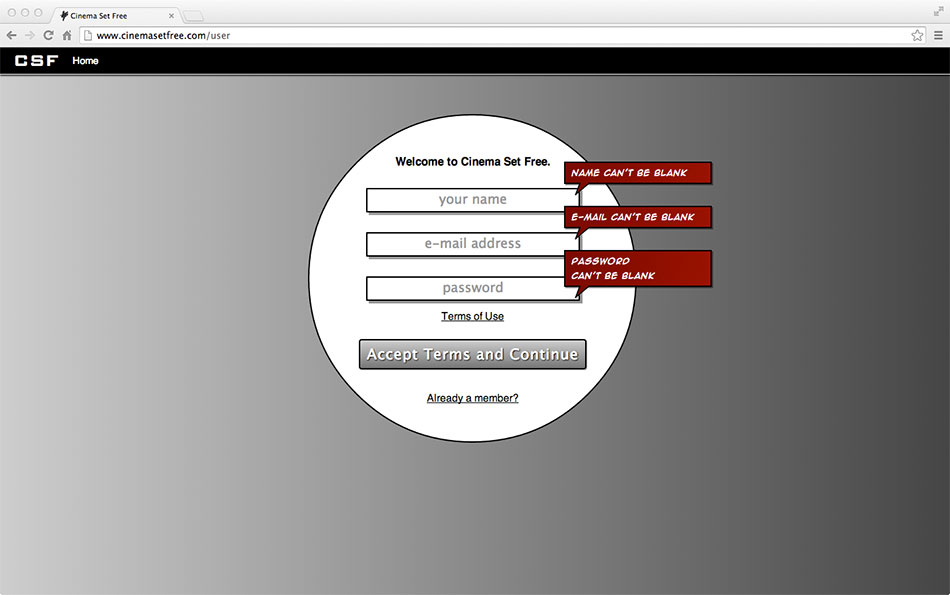 Cinema Set Free
www.cinemasetfree.com/user
CSF Home
Welcome to Cinema Set Free.
NAME CAN'T BE BLANK
your name
E-MAIL CAN'T BE BLANK
e-mail address
PASSWORD
CAN'T BE BLANK
password
Terms of Use
Accept Terms and Continue
Already a member?